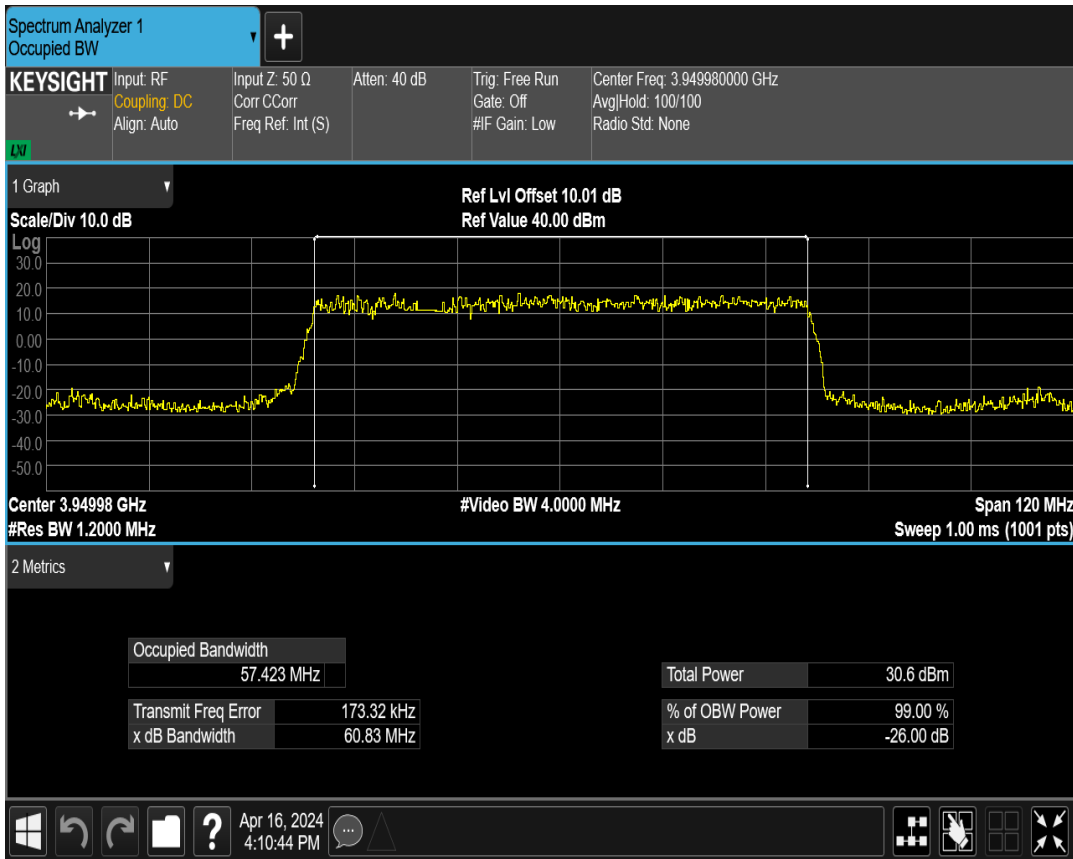 Spectrum Analyzer 1
Occupied BW
KEYSIGHT
LXI
Input: RF
Coupling: DC
Align: Auto
Input Z: 50 Ω
Corr CCorr
Freq Ref: Int (S)
Atten: 40 dB
Trig: Free Run
Gate: Off
#IF Gain: Low
Center Freq: 3.949980000 GHz
Avg|Hold: 100/100
Radio Std: None
1 Graph
Scale/Div 10.0 dB
Ref Lvl Offset 10.01 dB
Ref Value 40.00 dBm
Log
30.0
20.0
10.0
0.00
-10.0
-20.0
-30.0
-40.0
-50.0
Center 3.94998 GHz
#Res BW 1.2000 MHz
#Video BW 4.0000 MHz
Span 120 MHz
Sweep 1.00 ms (1001 pts)
2 Metrics
Occupied Bandwidth
57.423 MHz
Transmit Freq Error 173.32 kHz
x dB Bandwidth 60.83 MHz
Total Power 30.6 dBm
% of OBW Power 99.00 %
x dB -26.00 dB
Apr 16, 2024
4:10:44 PM